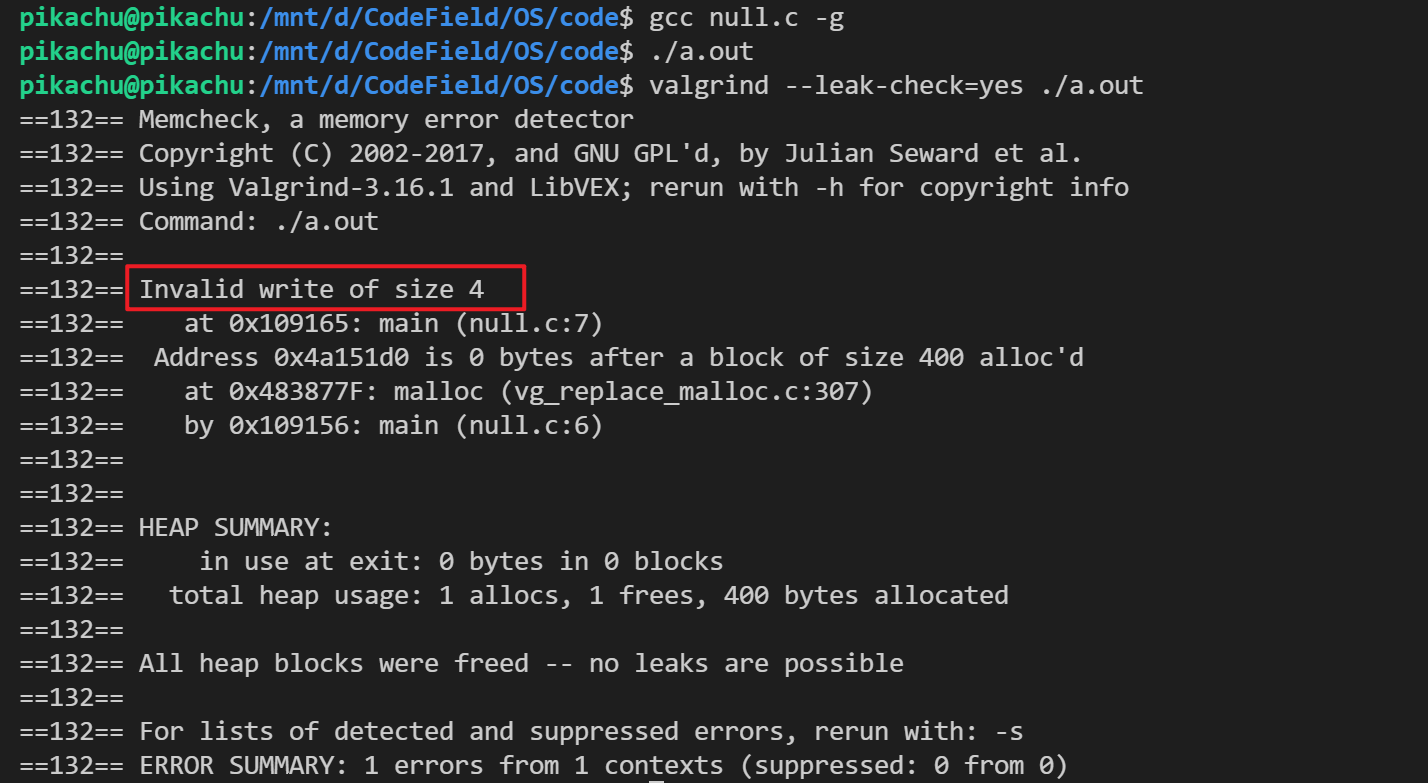 pikachu@pikachu:/mnt/d/CodeField/OS/code$ gcc null.c -g
pikachu@pikachu:/mnt/d/CodeField/OS/code$ ./a.out
pikachu@pikachu:/mnt/d/CodeField/OS/code$ valgrind --leak-check=yes ./a.out
==132== Memcheck, a memory error detector
==132== Copyright (C) 2002-2017, and GNU GPL'd, by Julian Seward et al.
==132== Using Valgrind-3.16.1 and LibVEX; rerun with -h for copyright info
==132== Command: ./a.out
==132==
==132== Invalid write of size 4
==132==    at 0x109165: main (null.c:7)
==132==  Address 0x4a151d0 is 0 bytes after a block of size 400 alloc'd
==132==    at 0x483877F: malloc (vg_replace_malloc.c:307)
==132==    by 0x109156: main (null.c:6)
==132==
==132==
==132== HEAP SUMMARY:
==132==     in use at exit: 0 bytes in 0 blocks
==132==   total heap usage: 1 allocs, 1 frees, 400 bytes allocated
==132==
==132== All heap blocks were freed -- no leaks are possible
==132==
==132== For lists of detected and suppressed errors, rerun with: -s
==132== ERROR SUMMARY: 1 errors from 1 contexts (suppressed: 0 from 0)